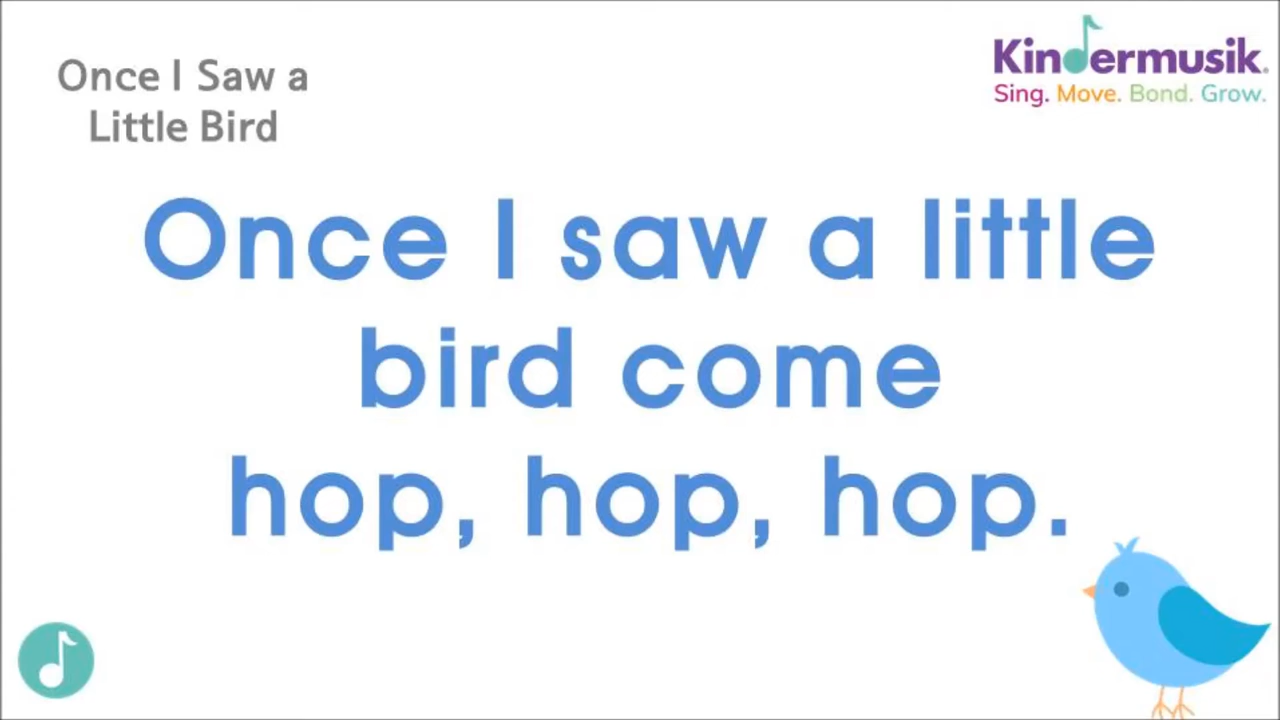 Once I Saw a
Little Bird
Kindermusik®
Sing. Move. Bond. Grow.
Once I saw a little
bird come
hop, hop, hop.